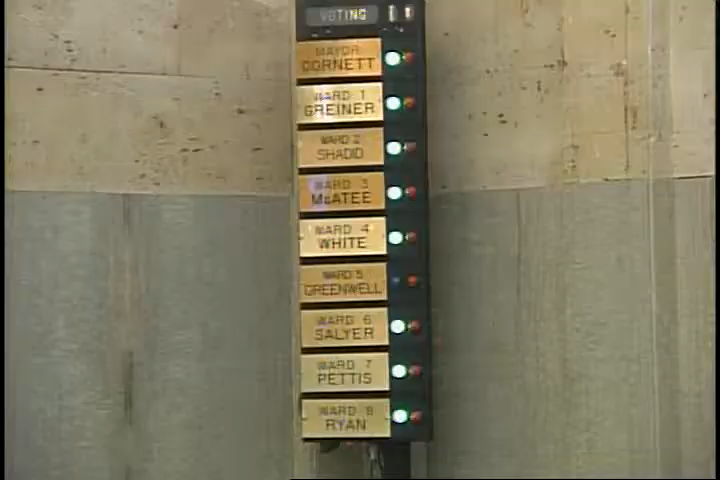 VOTING
MAYOR
CORNETT
WARD 1
GREINER
WARD 2
SHADID
WARD 3
McATEE
WARD 4
WHITE
WARD 5
GREENWELL
WARD 6
SALYER
WARD 7
PETTIS
WARD 8
RYAN